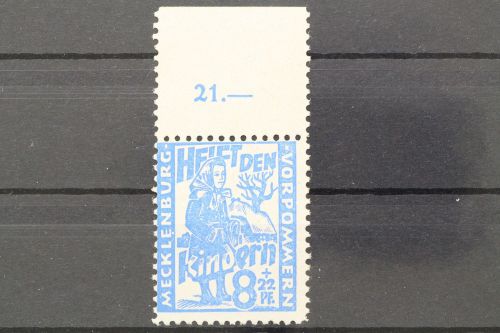 21.—
HELFT DEN
MECKLENBURG
VORPOMMERN
Kindern
8 + 22 PF.